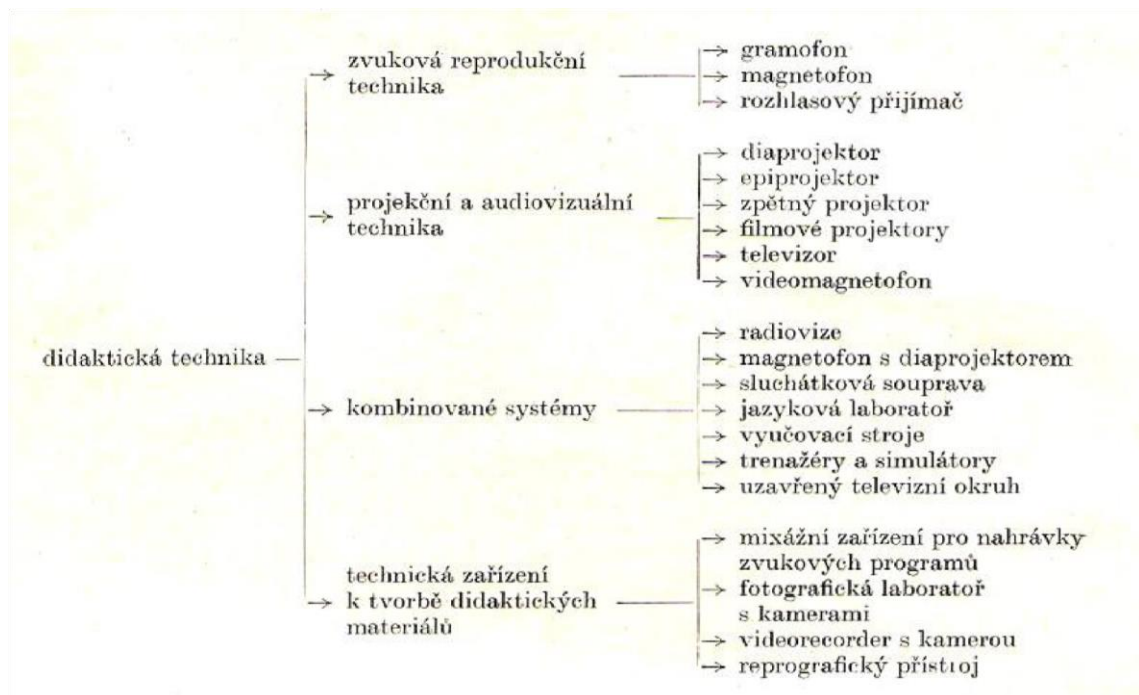 didaktická technika
zvuková reprodukční
technika
gramofon
magnetofon
rozhlasový přijímač
projekční a audiovizuální
technika
diaprojektor
epiprojektor
zpětný projektor
filmové projektory
televizor
videomagnetofon
kombinované systémy
radiovize
magnetofon s diaprojektorem
sluchátková souprava
jazyková laboratoř
vyučovací stroje
trenažéry a simulátory
uzavřený televizní okruh
technická zařízení
k tvorbě didaktických
materiálů
mixážní zařízení pro nahrávky
zvukových programů
fotografická laboratoř
s kamerami
videorecorder s kamerou
reprografický přístroj